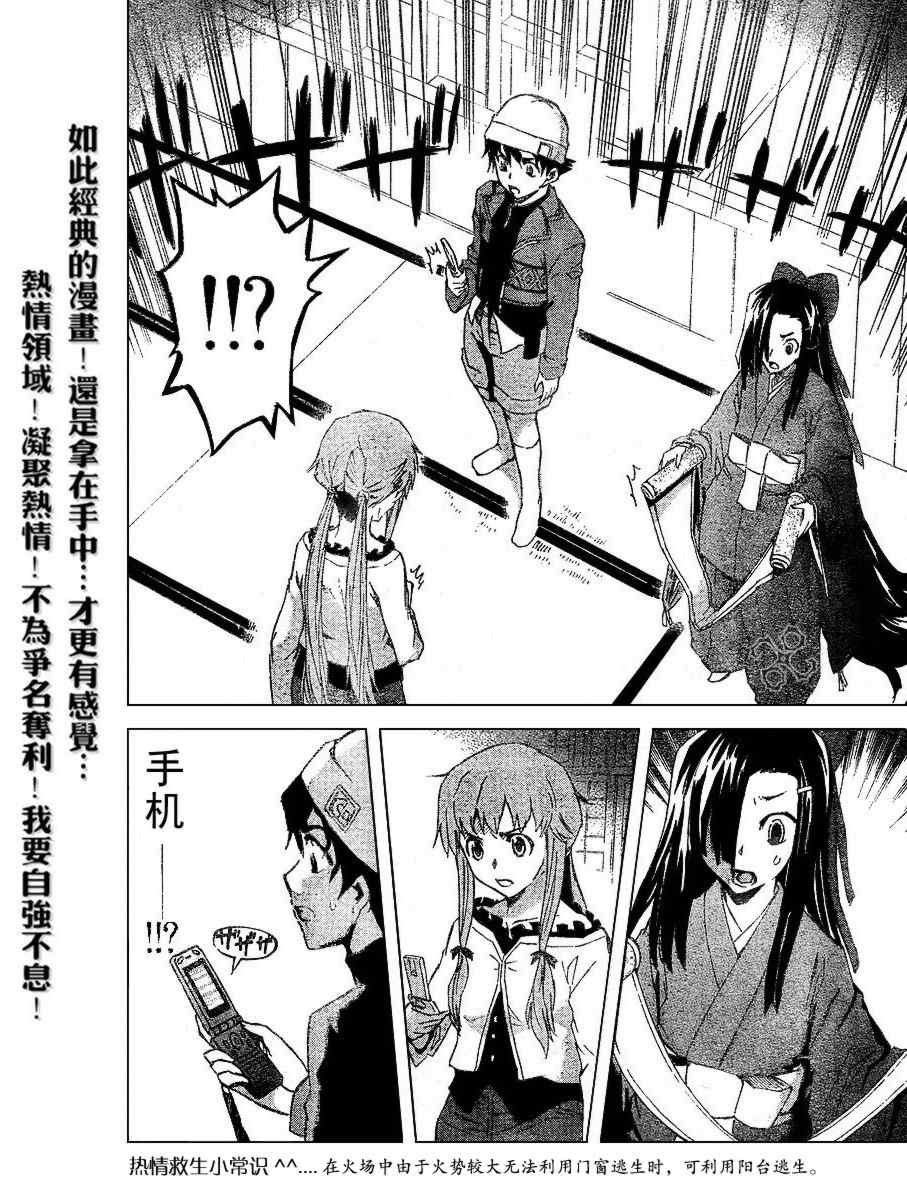 如此經典的漫畫！還是拿在手中…才更有感覺…
熱情領域！凝聚熱情！不為爭名奪利！我要自強不息！
!!?
手机——!!?
ザザザ
热情救生小常识 ^^.... 在火场中由于火势较大无法利用门窗逃生时，可利用阳台逃生。